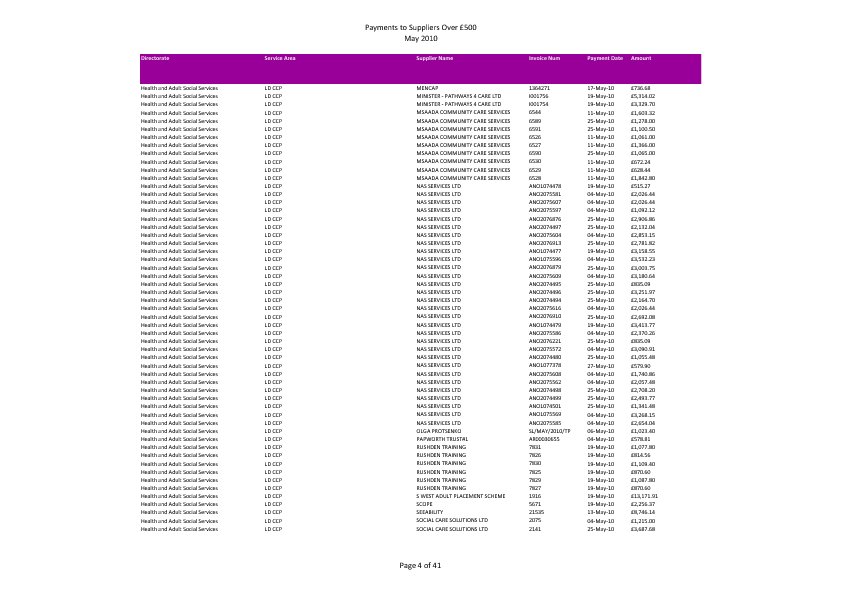 Payments to Suppliers Over £500
May 2010
Directorate Service Area Supplier Name Invoice Num Payment Date Amount
Health and Adult Social Services LD CCP MENCAP 1364271 17-May-10 £736.68
Health and Adult Social Services LD CCP MINISTER - PATHWAYS 4 CARE LTD I001756 19-May-10 £5,314.02
Health and Adult Social Services LD CCP MINISTER - PATHWAYS 4 CARE LTD I001754 19-May-10 £3,329.70
Health and Adult Social Services LD CCP MSAADA COMMUNITY CARE SERVICES 6544 11-May-10 £1,603.32
Health and Adult Social Services LD CCP MSAADA COMMUNITY CARE SERVICES 6589 25-May-10 £1,278.00
Health and Adult Social Services LD CCP MSAADA COMMUNITY CARE SERVICES 6591 25-May-10 £1,100.50
Health and Adult Social Services LD CCP MSAADA COMMUNITY CARE SERVICES 6526 11-May-10 £1,061.00
Health and Adult Social Services LD CCP MSAADA COMMUNITY CARE SERVICES 6527 11-May-10 £1,366.00
Health and Adult Social Services LD CCP MSAADA COMMUNITY CARE SERVICES 6590 25-May-10 £1,065.00
Health and Adult Social Services LD CCP MSAADA COMMUNITY CARE SERVICES 6530 11-May-10 £672.24
Health and Adult Social Services LD CCP MSAADA COMMUNITY CARE SERVICES 6529 11-May-10 £628.44
Health and Adult Social Services LD CCP MSAADA COMMUNITY CARE SERVICES 6528 11-May-10 £1,842.80
Health and Adult Social Services LD CCP NAS SERVICES LTD ANO1074478 19-May-10 £515.27
Health and Adult Social Services LD CCP NAS SERVICES LTD ANO2075581 04-May-10 £2,026.44
Health and Adult Social Services LD CCP NAS SERVICES LTD ANO2075607 04-May-10 £2,026.44
Health and Adult Social Services LD CCP NAS SERVICES LTD ANO2075597 04-May-10 £1,092.12
Health and Adult Social Services LD CCP NAS SERVICES LTD ANO2076876 25-May-10 £2,906.86
Health and Adult Social Services LD CCP NAS SERVICES LTD ANO2074497 25-May-10 £2,132.04
Health and Adult Social Services LD CCP NAS SERVICES LTD ANO2075604 04-May-10 £2,853.15
Health and Adult Social Services LD CCP NAS SERVICES LTD ANO2076913 25-May-10 £2,781.82
Health and Adult Social Services LD CCP NAS SERVICES LTD ANO1074477 19-May-10 £3,158.55
Health and Adult Social Services LD CCP NAS SERVICES LTD ANO1075596 04-May-10 £3,532.23
Health and Adult Social Services LD CCP NAS SERVICES LTD ANO2076879 25-May-10 £3,003.75
Health and Adult Social Services LD CCP NAS SERVICES LTD ANO2075609 04-May-10 £3,180.64
Health and Adult Social Services LD CCP NAS SERVICES LTD ANO2074495 25-May-10 £835.09
Health and Adult Social Services LD CCP NAS SERVICES LTD ANO2074496 25-May-10 £3,251.97
Health and Adult Social Services LD CCP NAS SERVICES LTD ANO2074494 25-May-10 £2,164.70
Health and Adult Social Services LD CCP NAS SERVICES LTD ANO2075616 04-May-10 £2,026.44
Health and Adult Social Services LD CCP NAS SERVICES LTD ANO2076910 25-May-10 £2,692.08
Health and Adult Social Services LD CCP NAS SERVICES LTD ANO1074479 19-May-10 £3,413.77
Health and Adult Social Services LD CCP NAS SERVICES LTD ANO2075586 04-May-10 £2,370.26
Health and Adult Social Services LD CCP NAS SERVICES LTD ANO2076221 25-May-10 £835.09
Health and Adult Social Services LD CCP NAS SERVICES LTD ANO2075572 04-May-10 £3,090.91
Health and Adult Social Services LD CCP NAS SERVICES LTD ANO2074480 25-May-10 £1,055.48
Health and Adult Social Services LD CCP NAS SERVICES LTD ANO1077378 27-May-10 £579.90
Health and Adult Social Services LD CCP NAS SERVICES LTD ANO2075608 04-May-10 £1,740.86
Health and Adult Social Services LD CCP NAS SERVICES LTD ANO2075562 04-May-10 £2,057.48
Health and Adult Social Services LD CCP NAS SERVICES LTD ANO2074498 25-May-10 £2,708.20
Health and Adult Social Services LD CCP NAS SERVICES LTD ANO2074499 25-May-10 £2,493.77
Health and Adult Social Services LD CCP NAS SERVICES LTD ANO1074501 25-May-10 £1,341.48
Health and Adult Social Services LD CCP NAS SERVICES LTD ANO1075569 04-May-10 £3,268.15
Health and Adult Social Services LD CCP NAS SERVICES LTD ANO2075585 04-May-10 £2,654.04
Health and Adult Social Services LD CCP OLGA PROTSENKO SL/MAY/2010/TP 06-May-10 £1,023.40
Health and Adult Social Services LD CCP PAPWORTH TRUSTAL AR00030655 04-May-10 £578.81
Health and Adult Social Services LD CCP RUSHDEN TRAINING 7831 19-May-10 £1,077.80
Health and Adult Social Services LD CCP RUSHDEN TRAINING 7826 19-May-10 £814.56
Health and Adult Social Services LD CCP RUSHDEN TRAINING 7830 19-May-10 £1,109.40
Health and Adult Social Services LD CCP RUSHDEN TRAINING 7825 19-May-10 £870.60
Health and Adult Social Services LD CCP RUSHDEN TRAINING 7829 19-May-10 £1,087.80
Health and Adult Social Services LD CCP RUSHDEN TRAINING 7827 19-May-10 £870.60
Health and Adult Social Services LD CCP S WEST ADULT PLACEMENT SCHEME 1916 19-May-10 £13,171.91
Health and Adult Social Services LD CCP SCOPE 5671 19-May-10 £2,256.37
Health and Adult Social Services LD CCP SEEABILITY 21535 13-May-10 £8,746.14
Health and Adult Social Services LD CCP SOCIAL CARE SOLUTIONS LTD 2075 04-May-10 £1,215.00
Health and Adult Social Services LD CCP SOCIAL CARE SOLUTIONS LTD 2141 25-May-10 £3,687.68
Page 4 of 41